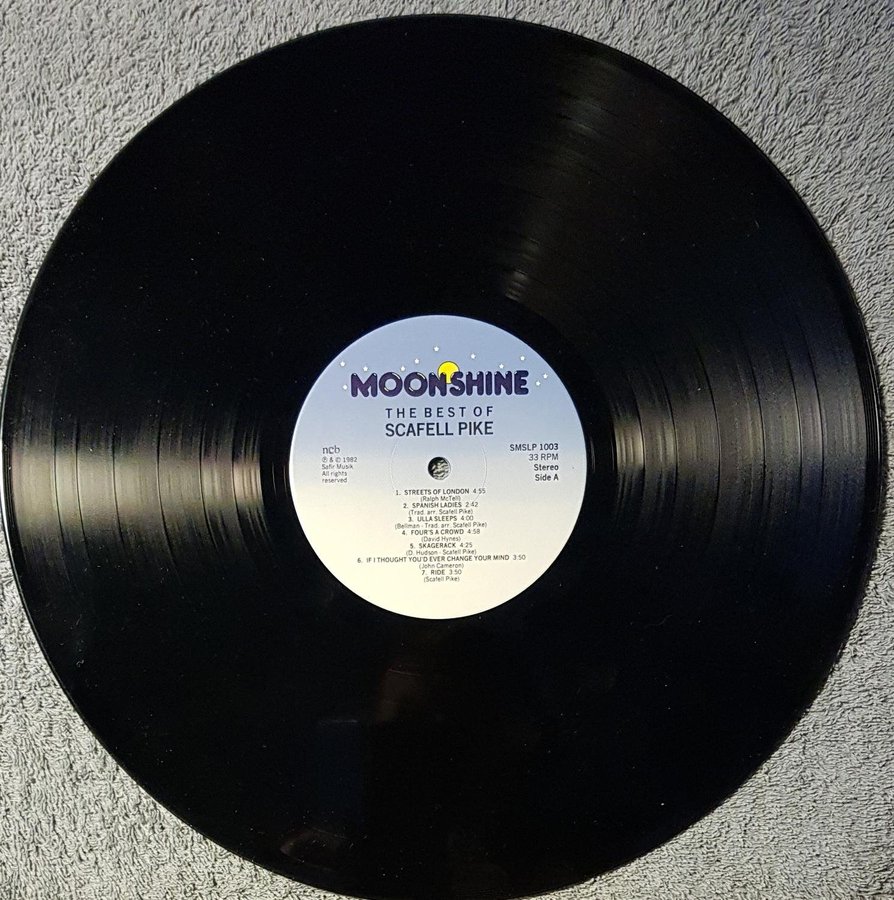 MOONSHINE
THE BEST OF
SCAFELL PIKE
ncb
℗ & © 1982
Safir Musik
All rights
reserved
SMSLP 1003
33 RPM
Stereo
Side A
1. STREETS OF LONDON 4:55
(Ralph McTell)
2. SPANISH LADIES 2:42
(Trad. arr. Scafell Pike)
3. ULLA SLEEPS 4:00
(Bellman - Trad. arr. Scafell Pike)
4. FOUR'S A CROWD 4:58
(David Hynes)
5. SKAGERACK 4:25
(D. Hudson - Scafell Pike)
6. IF I THOUGHT YOU'D EVER CHANGE YOUR MIND 3:50
(John Cameron)
7. RIDE 3:50
(Scafell Pike)